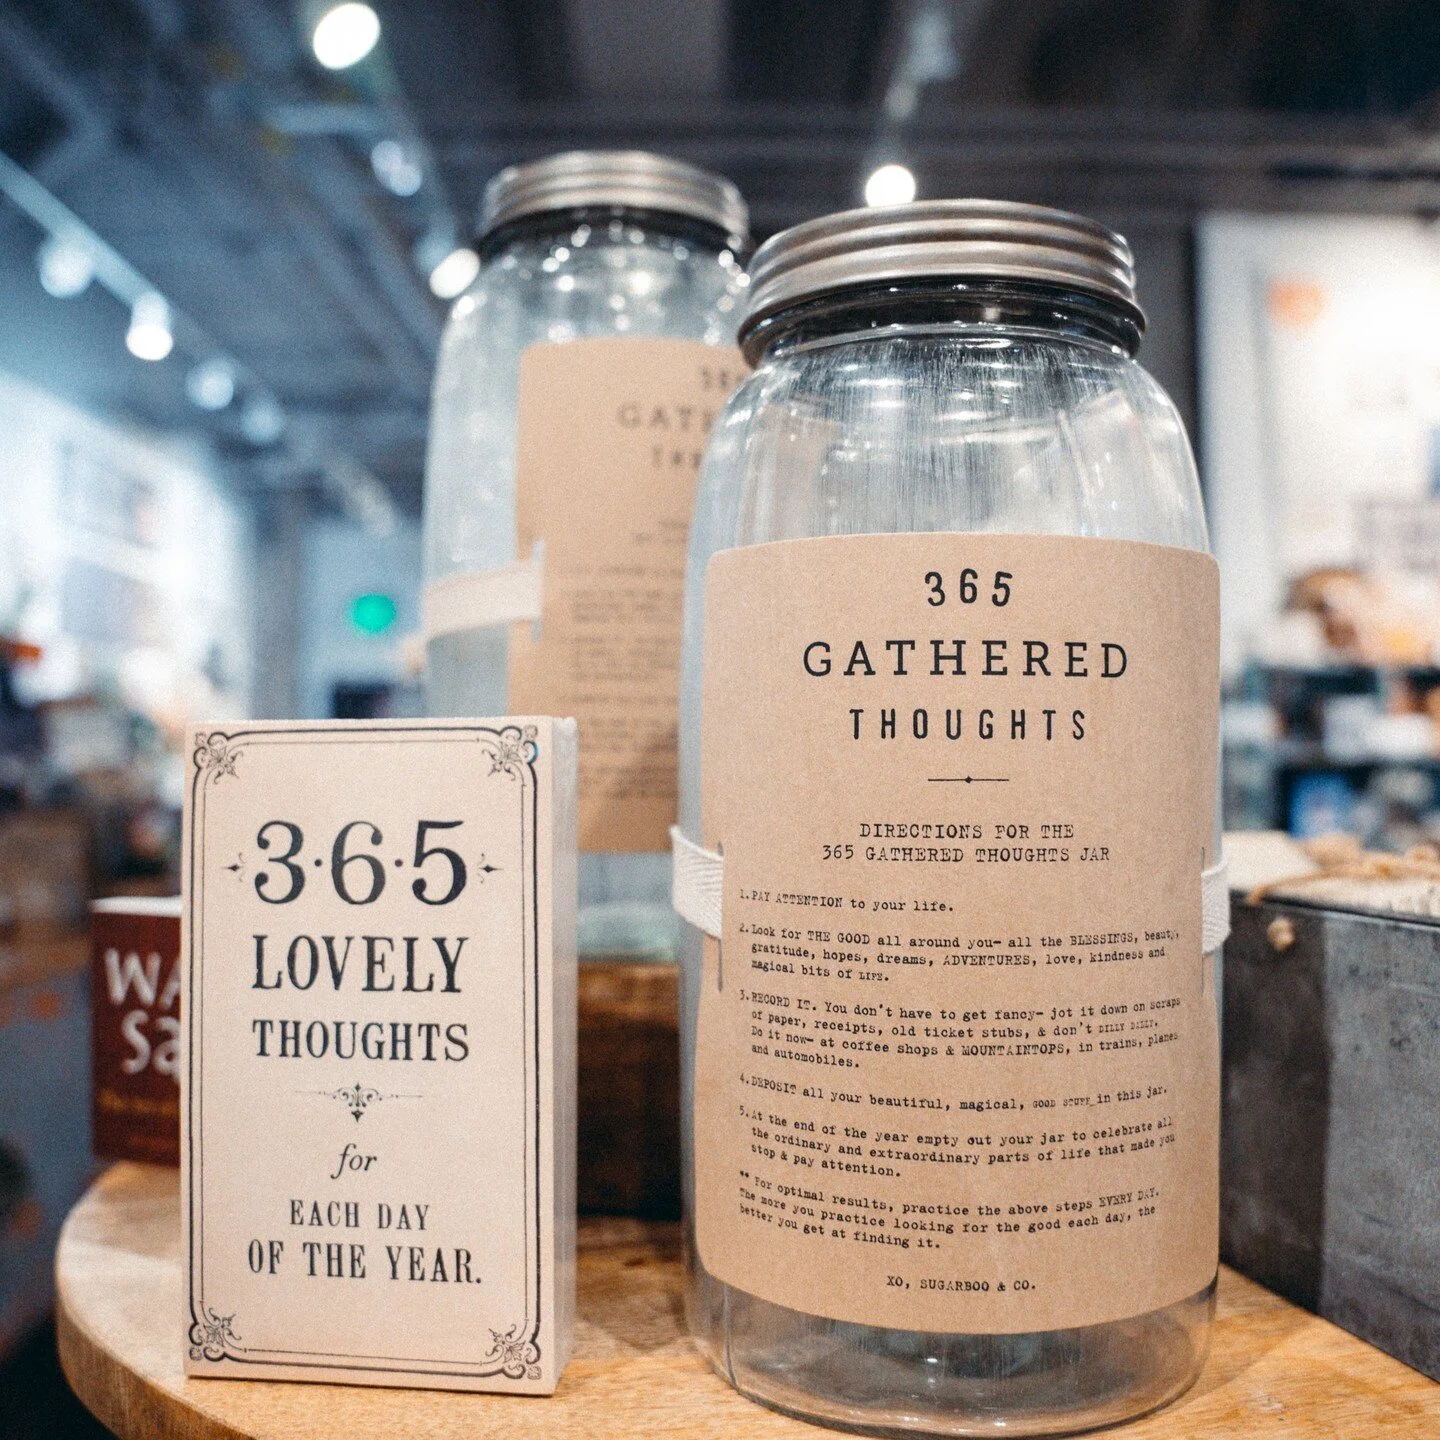 3·6·5
LOVELY
THOUGHTS
for
EACH DAY
OF THE YEAR.
365
GATHERED
THOUGHTS
DIRECTIONS FOR THE
365 GATHERED THOUGHTS JAR
1. PAY ATTENTION to your life.
2. Look for THE GOOD all around you- all the BLESSINGS, beauty,
gratitude, hopes, dreams, ADVENTURES, love, kindness and
magical bits of LIFE.
3. RECORD IT. You don't have to get fancy- jot it down on scraps
of paper, receipts, old ticket stubs, & don't DILLY DALLY.
Do it now- at coffee shops & MOUNTAINTOPS, in trains, planes
and automobiles.
4. DEPOSIT all your beautiful, magical, GOOD STUFF in this jar.
5. At the end of the year empty out your jar to celebrate all
the ordinary and extraordinary parts of life that made you
stop & pay attention.
** For optimal results, practice the above steps EVERY DAY.
The more you practice looking for the good each day, the
better you get at finding it.
XO, SUGARBOO & CO.